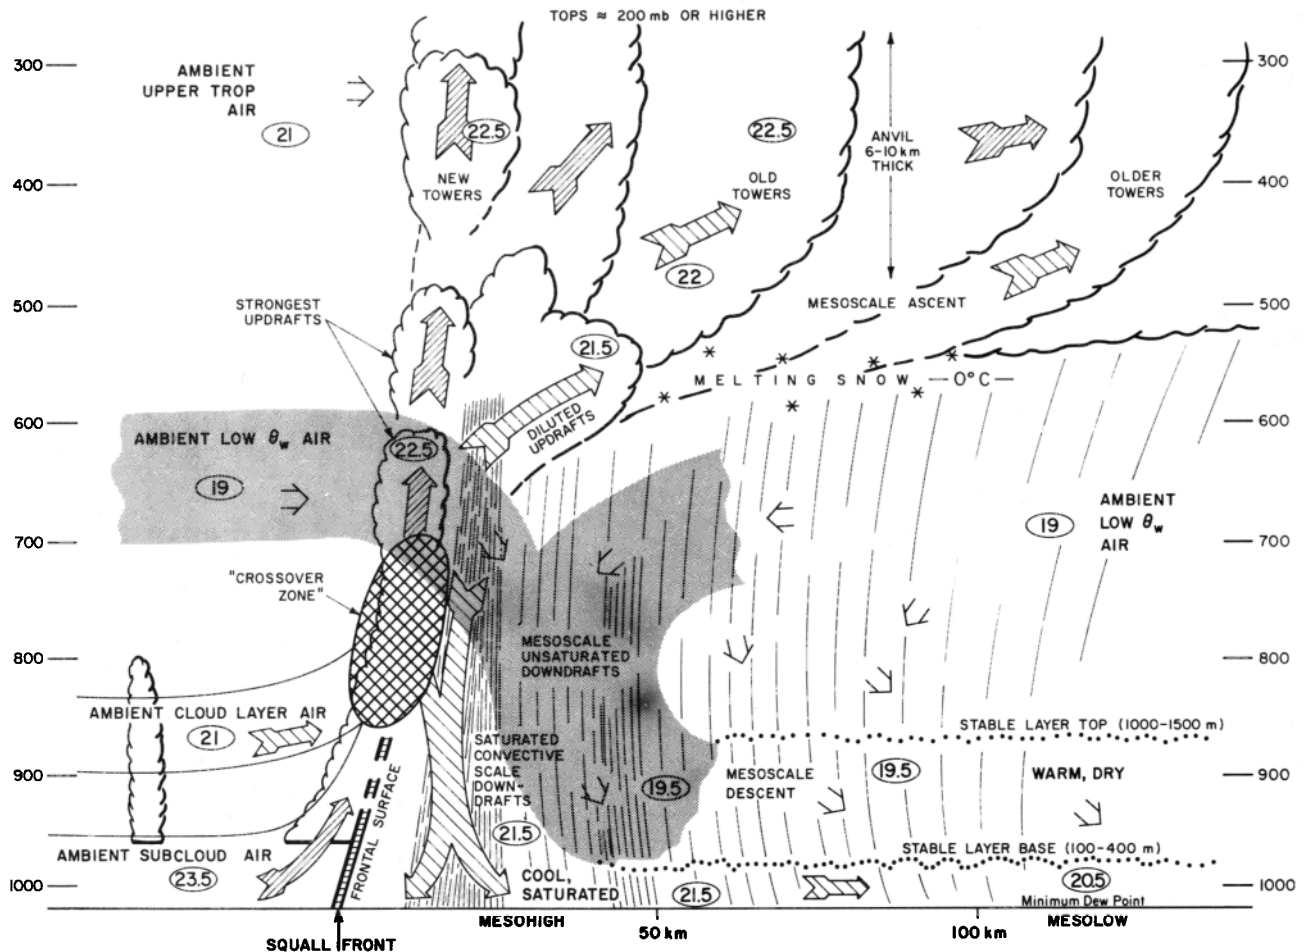 TOPS ≈ 200 mb OR HIGHER
300
300
AMBIENT
UPPER TROP
AIR
21
22.5
22.5
ANVIL
6-10 km
THICK
NEW
TOWERS
OLD
TOWERS
OLDER
TOWERS
400
400
22
500
500
STRONGEST
UPDRAFTS
MESOSCALE ASCENT
21.5
MELTING SNOW —0°C—
DILUTED
UPDRAFTS
600
600
AMBIENT LOW θw AIR
22.5
19
AMBIENT
LOW θw
AIR
19
700
700
"CROSSOVER
ZONE"
MESOSCALE
UNSATURATED
DOWNDRAFTS
800
800
AMBIENT CLOUD LAYER AIR
21
STABLE LAYER TOP (1000-1500 m)
SATURATED
CONVECTIVE
SCALE
DOWN-
DRAFTS
21.5
19.5
MESOSCALE
DESCENT
19.5
WARM, DRY
900
900
FRONTAL SURFACE
AMBIENT SUBCLOUD AIR
23.5
STABLE LAYER BASE (100-400 m)
COOL,
SATURATED
21.5
20.5
Minimum Dew Point
1000
1000
MESOHIGH
50 km
100 km
MESOLOW
SQUALL FRONT